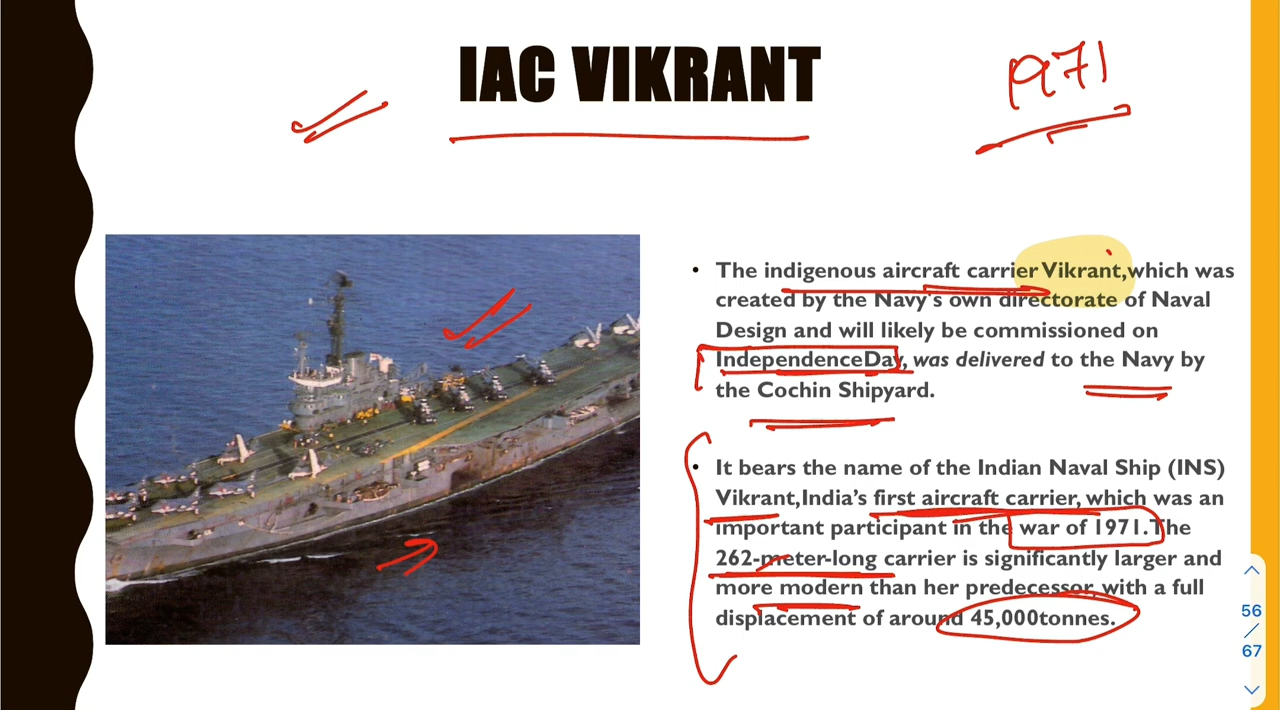 IAC VIKRANT
1971
• The indigenous aircraft carrier Vikrant,which was
created by the Navy's own directorate of Naval
Design and will likely be commissioned on
IndependenceDay, was delivered to the Navy by
the Cochin Shipyard.
• It bears the name of the Indian Naval Ship (INS)
Vikrant,India's first aircraft carrier, which was an
important participant in the war of 1971.The
262-meter-long carrier is significantly larger and
more modern than her predecessor, with a full
displacement of around 45,000tonnes.
56
/
67